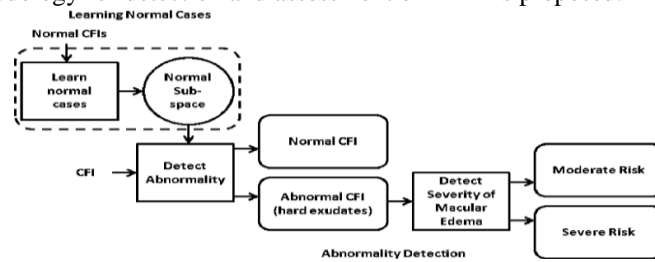 Learning Normal Cases
Normal CFIs
Learn
normal
cases
Normal
Sub-
space
CFI
Detect
Abnormality
Normal CFI
Abnormal CFI
(hard exudates)
Detect
Severity of
Macular
Edema
Moderate Risk
Severe Risk
Abnormality Detection